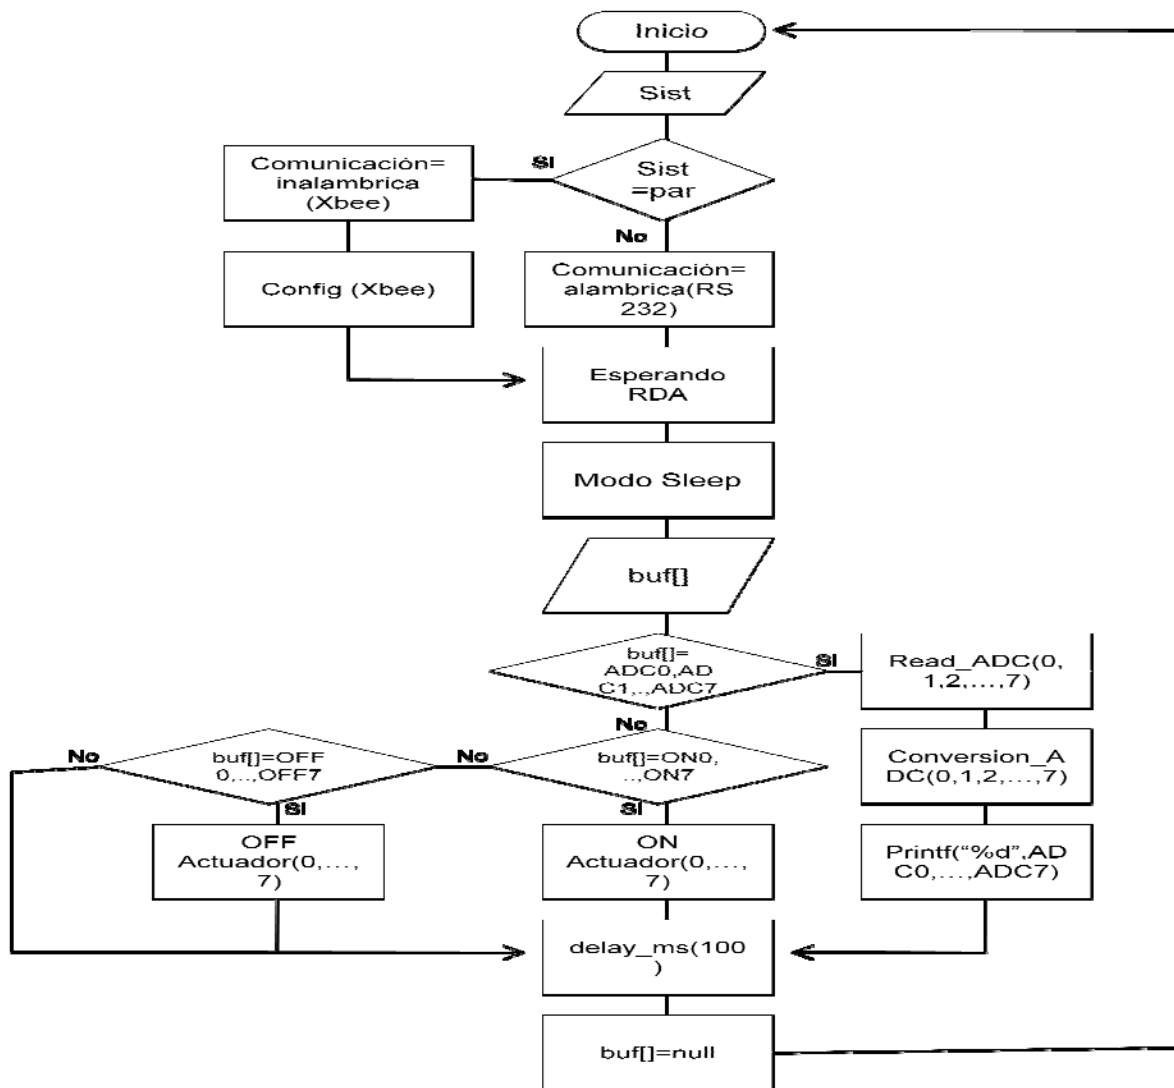 Inicio
Sist
SI
Sist
=par
Comunicación=
inalambrica
(Xbee)
No
Config (Xbee)
Comunicación=
alambrica(RS
232)
Esperando
RDA
Modo Sleep
buf[]
buf[]=
ADC0,AD
C1,..,ADC7
SI
Read_ADC(0,
1,2,...,7)
No
No
buf[]=OFF
0,..,OFF7
No
buf[]=ON0,
..,ON7
Conversion_A
DC(0,1,2,...,7)
SI
SI
OFF
Actuador(0,...,
7)
ON
Actuador(0,...,
7)
Printf("%d",AD
C0,...,ADC7)
delay_ms(100
)
buf[]=null